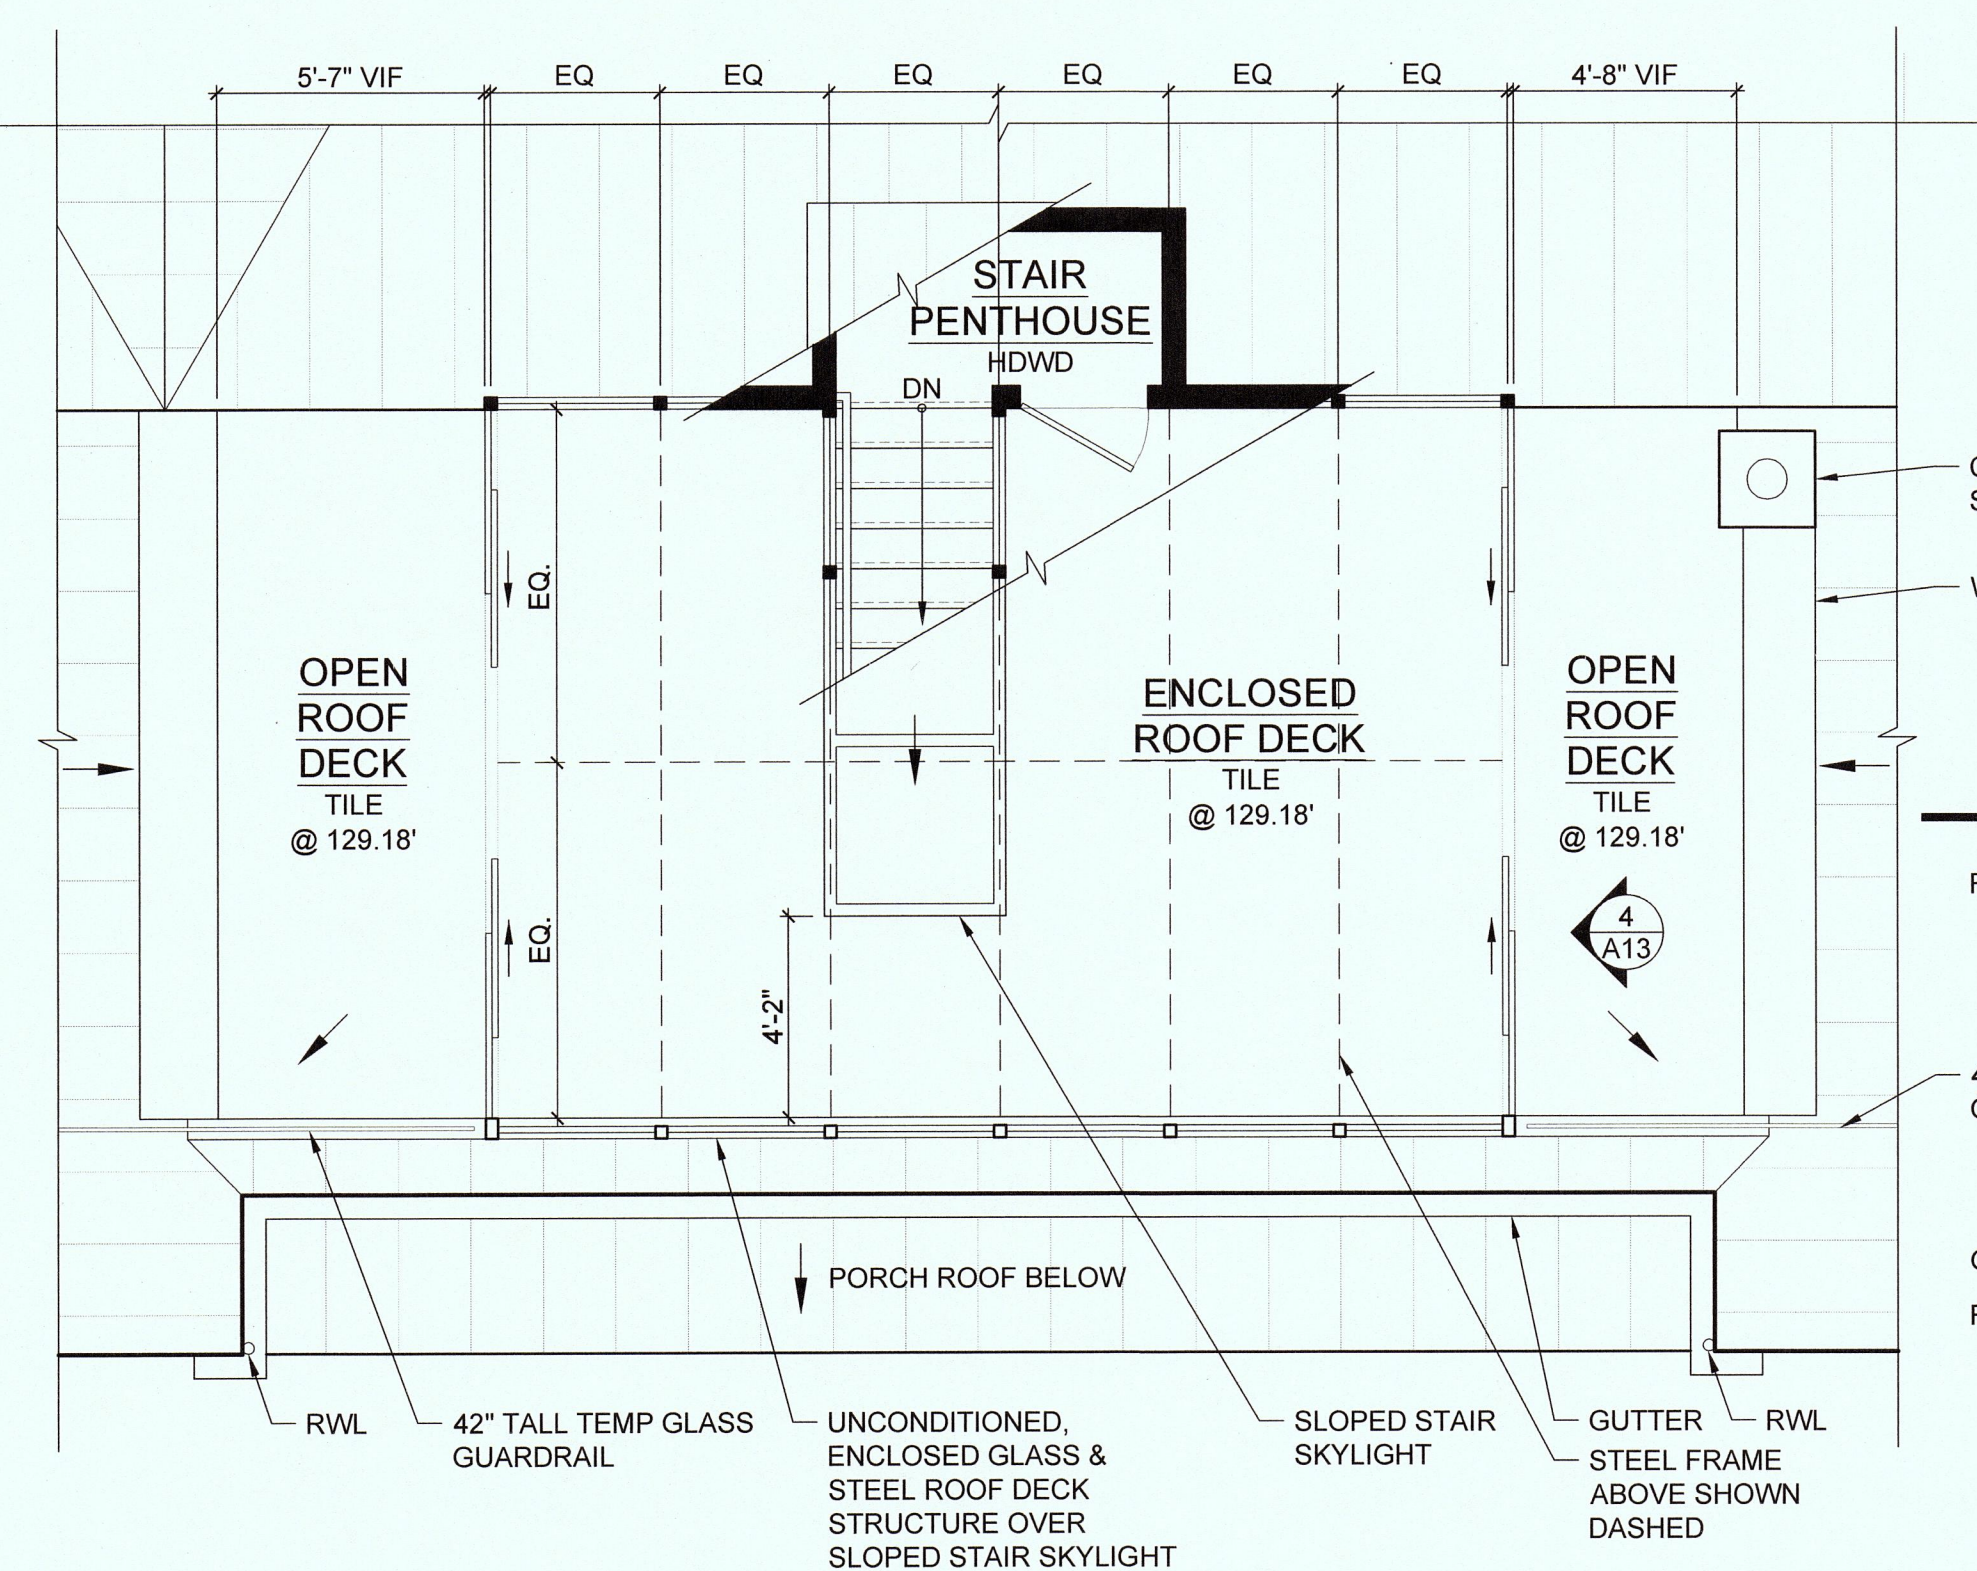 5'-7" VIF
EQ
EQ
EQ
EQ
EQ
EQ
4'-8" VIF
STAIR
PENTHOUSE
HDWD
DN
EQ.
OPEN
ROOF
DECK
TILE
@ 129.18'
ENCLOSED
ROOF DECK
TILE
@ 129.18'
OPEN
ROOF
DECK
TILE
@ 129.18'
4
A13
EQ.
4'-2"
PORCH ROOF BELOW
RWL
42" TALL TEMP GLASS
GUARDRAIL
UNCONDITIONED,
ENCLOSED GLASS &
STEEL ROOF DECK
STRUCTURE OVER
SLOPED STAIR SKYLIGHT
SLOPED STAIR
SKYLIGHT
GUTTER
RWL
STEEL FRAME
ABOVE SHOWN
DASHED